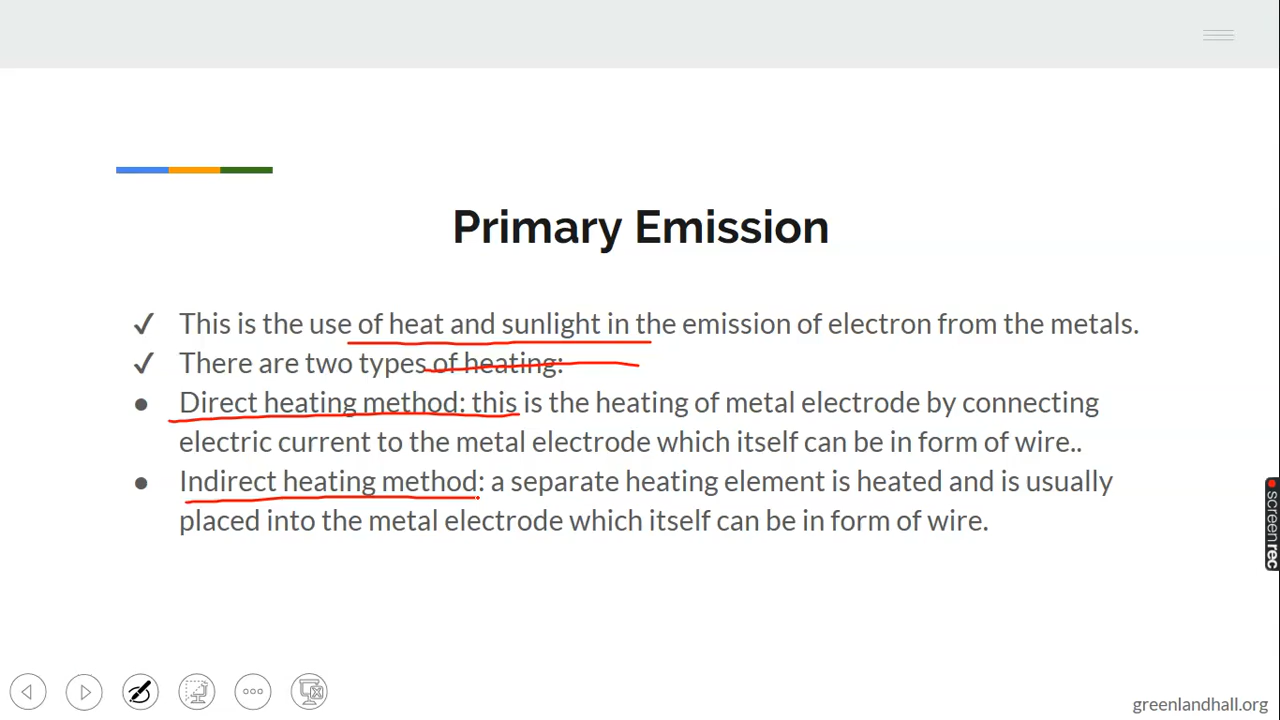 Primary Emission
✓ This is the use of heat and sunlight in the emission of electron from the metals.
✓ There are two types of heating:
● Direct heating method: this is the heating of metal electrode by connecting
electric current to the metal electrode which itself can be in form of wire..
● Indirect heating method: a separate heating element is heated and is usually
placed into the metal electrode which itself can be in form of wire.
screenrec
greenlandhall.org